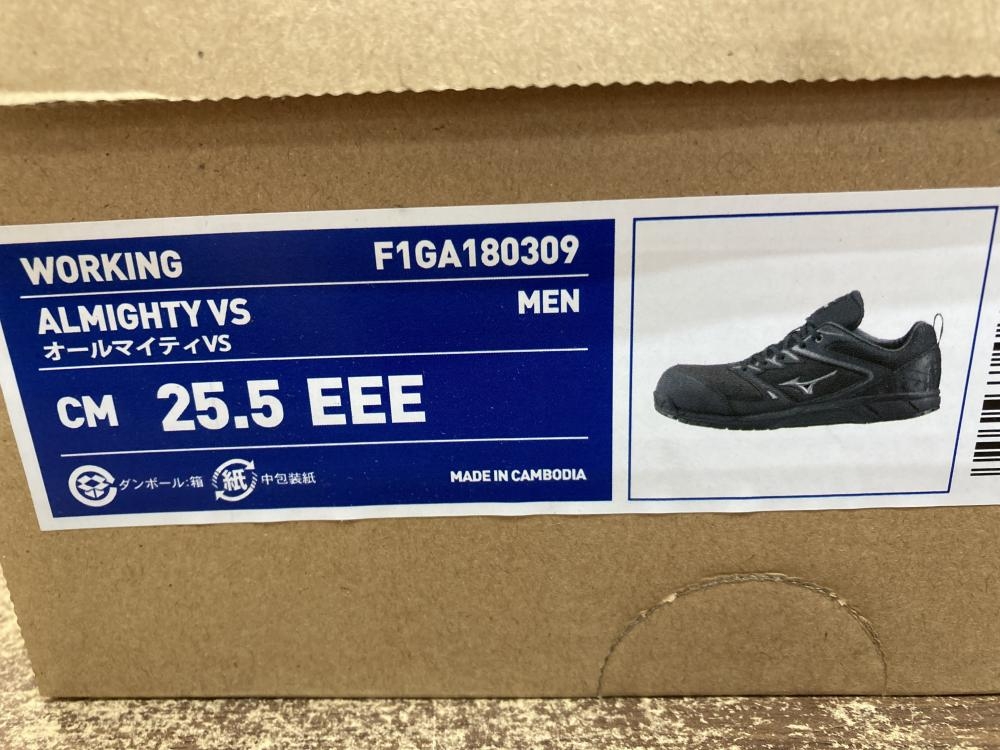 WORKING F1GA180309
ALMIGHTY VS MEN
オールマイティVS
CM 25.5 EEE
ダンボール:箱 紙 中包装紙 MADE IN CAMBODIA